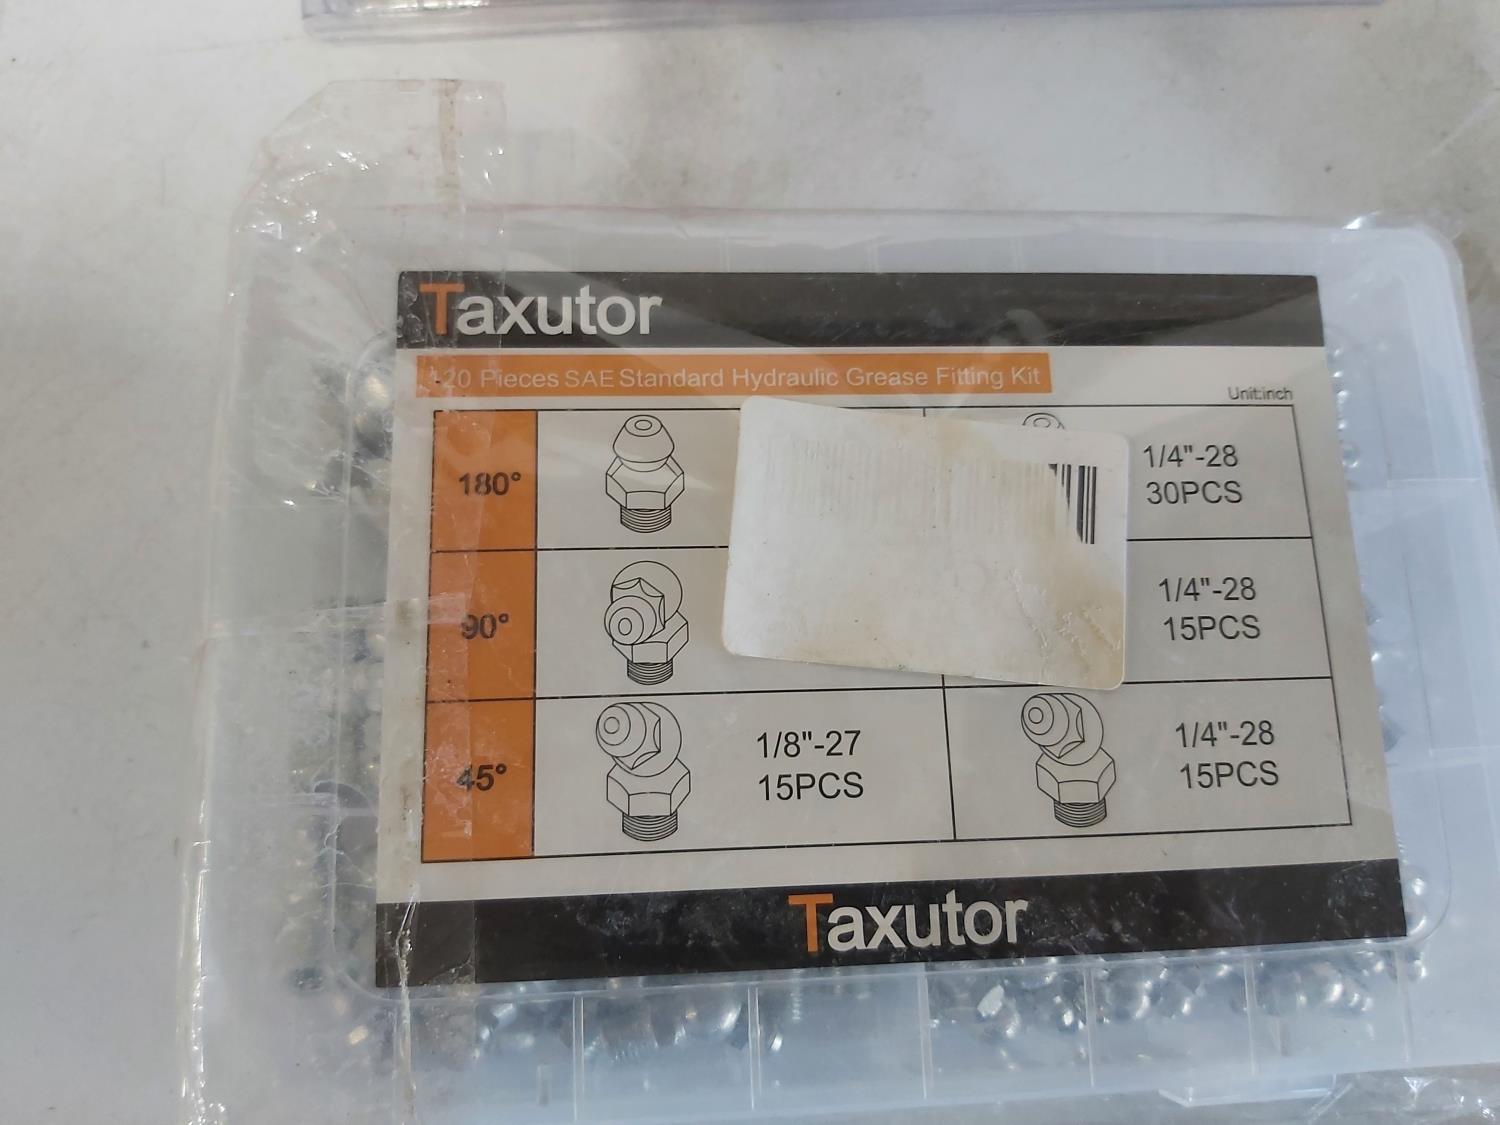 Taxutor
120 Pieces SAE Standard Hydraulic Grease Fitting Kit
Unit:inch
180°
1/4"-28
30PCS
90°
1/4"-28
15PCS
45°
1/8"-27
15PCS
1/4"-28
15PCS
Taxutor